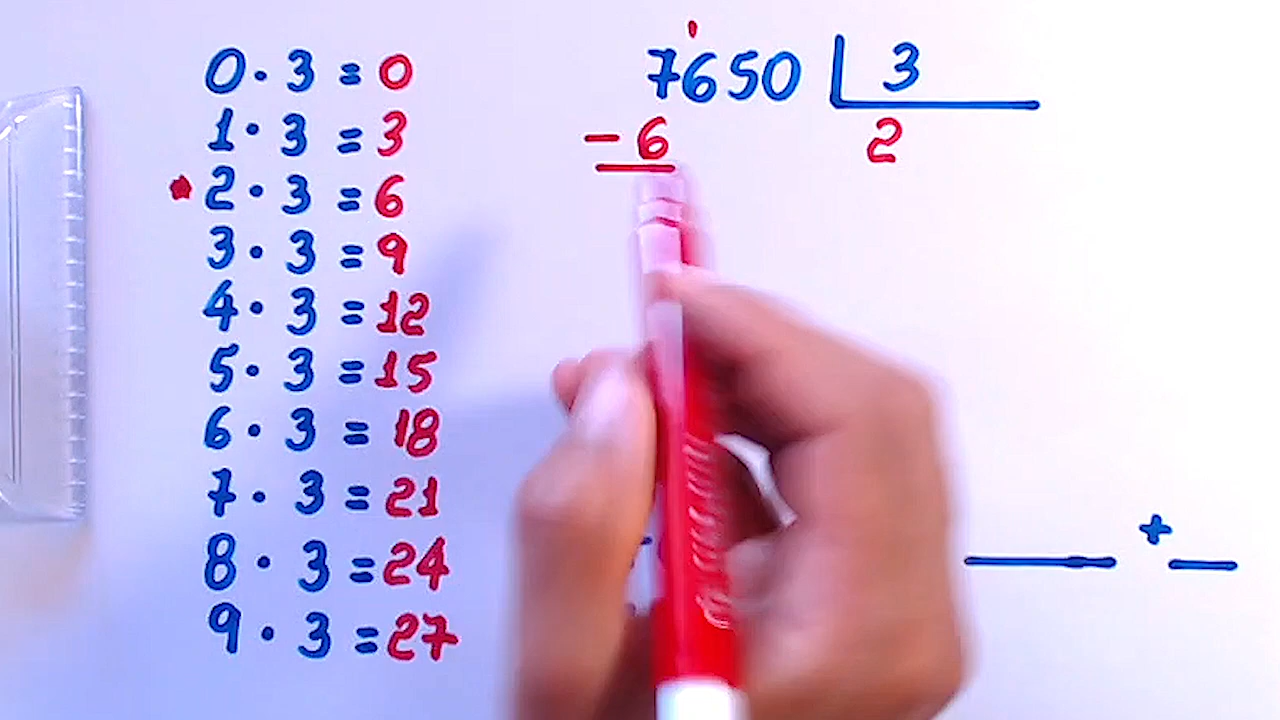 0 · 3 = 0
1 · 3 = 3
2 · 3 = 6
3 · 3 = 9
4 · 3 = 12
5 · 3 = 15
6 · 3 = 18
7 · 3 = 21
8 · 3 = 24
9 · 3 = 27
7650 3
- 6 2
+